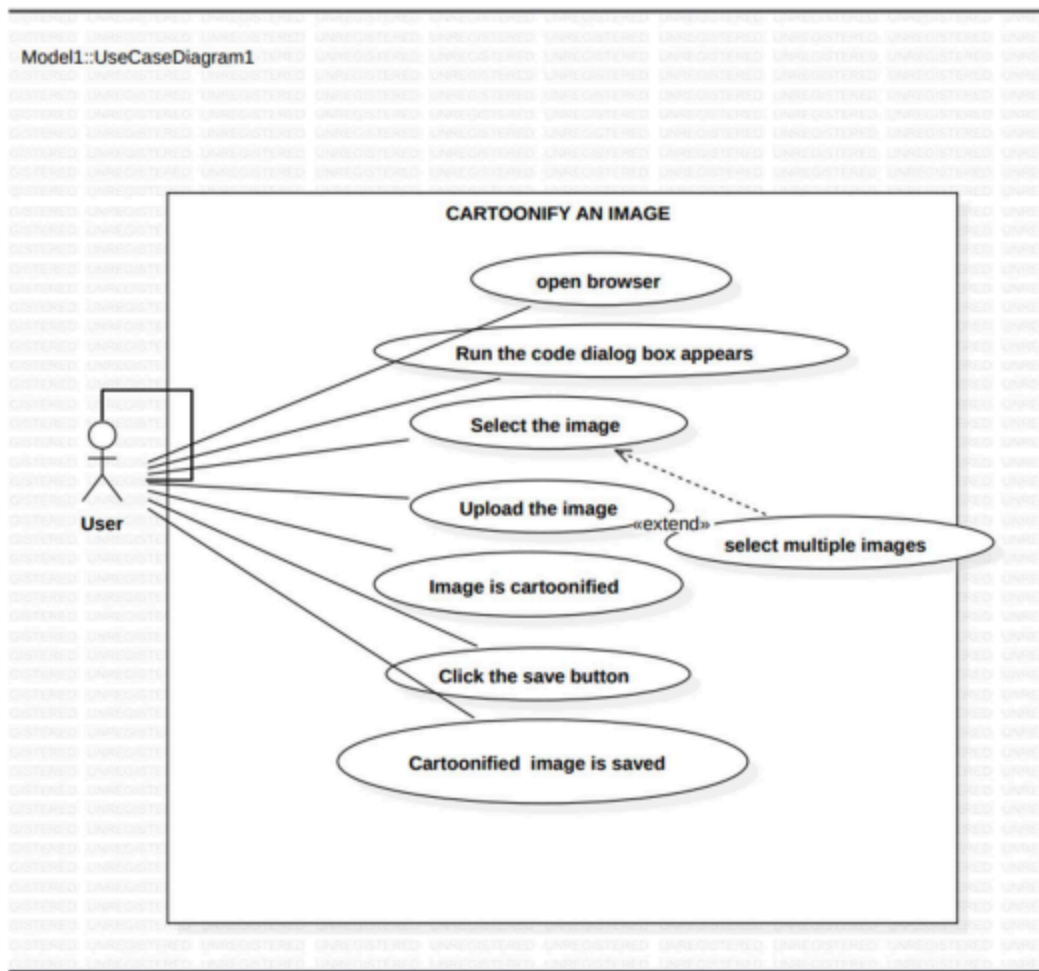 Model1::UseCaseDiagram1
CARTOONIFY AN IMAGE
open browser
Run the code dialog box appears
Select the image
Upload the image
«extend»
User
select multiple images
Image is cartoonified
Click the save button
Cartoonified image is saved
UNREGISTERED